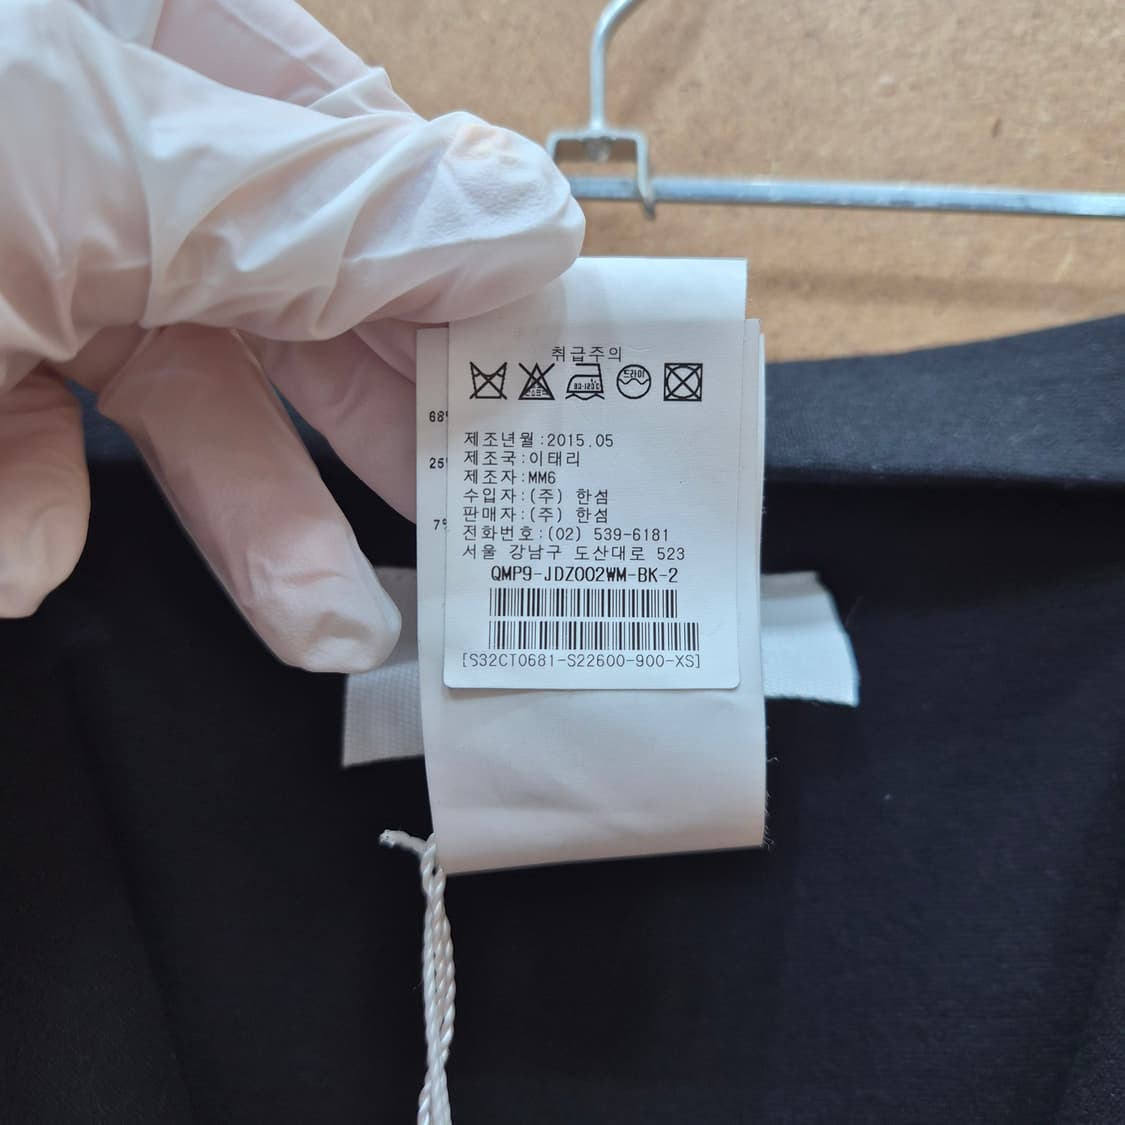 취급주의
드라이
68%
25%
7%
제조년월:2015.05
제조국:이태리
제조자:MM6
수입자:(주) 한섬
판매자:(주) 한섬
전화번호:(02) 539-6181
서울 강남구 도산대로 523
QMP9-JDZ002WM-BK-2
[S32CT0681-S22600-900-XS]